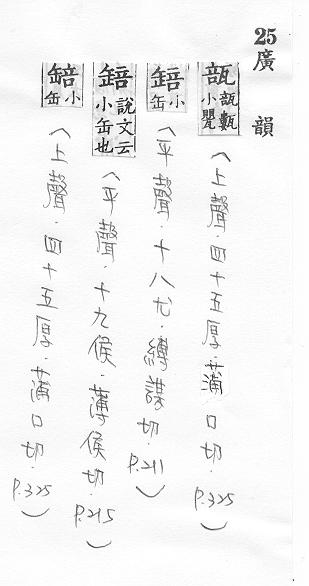 25 廣韻
瓿 瓿甊小甖 (上聲.四十五厚.蒲口切.P.325)
䍌 小缶 (平聲.十八尤.縛謀切.P.211)
䍌 說文云小缶也 (平聲.十九侯.薄侯切.P.215)
䍌 小缶 (上聲.四十五厚.蒲口切.P.325)